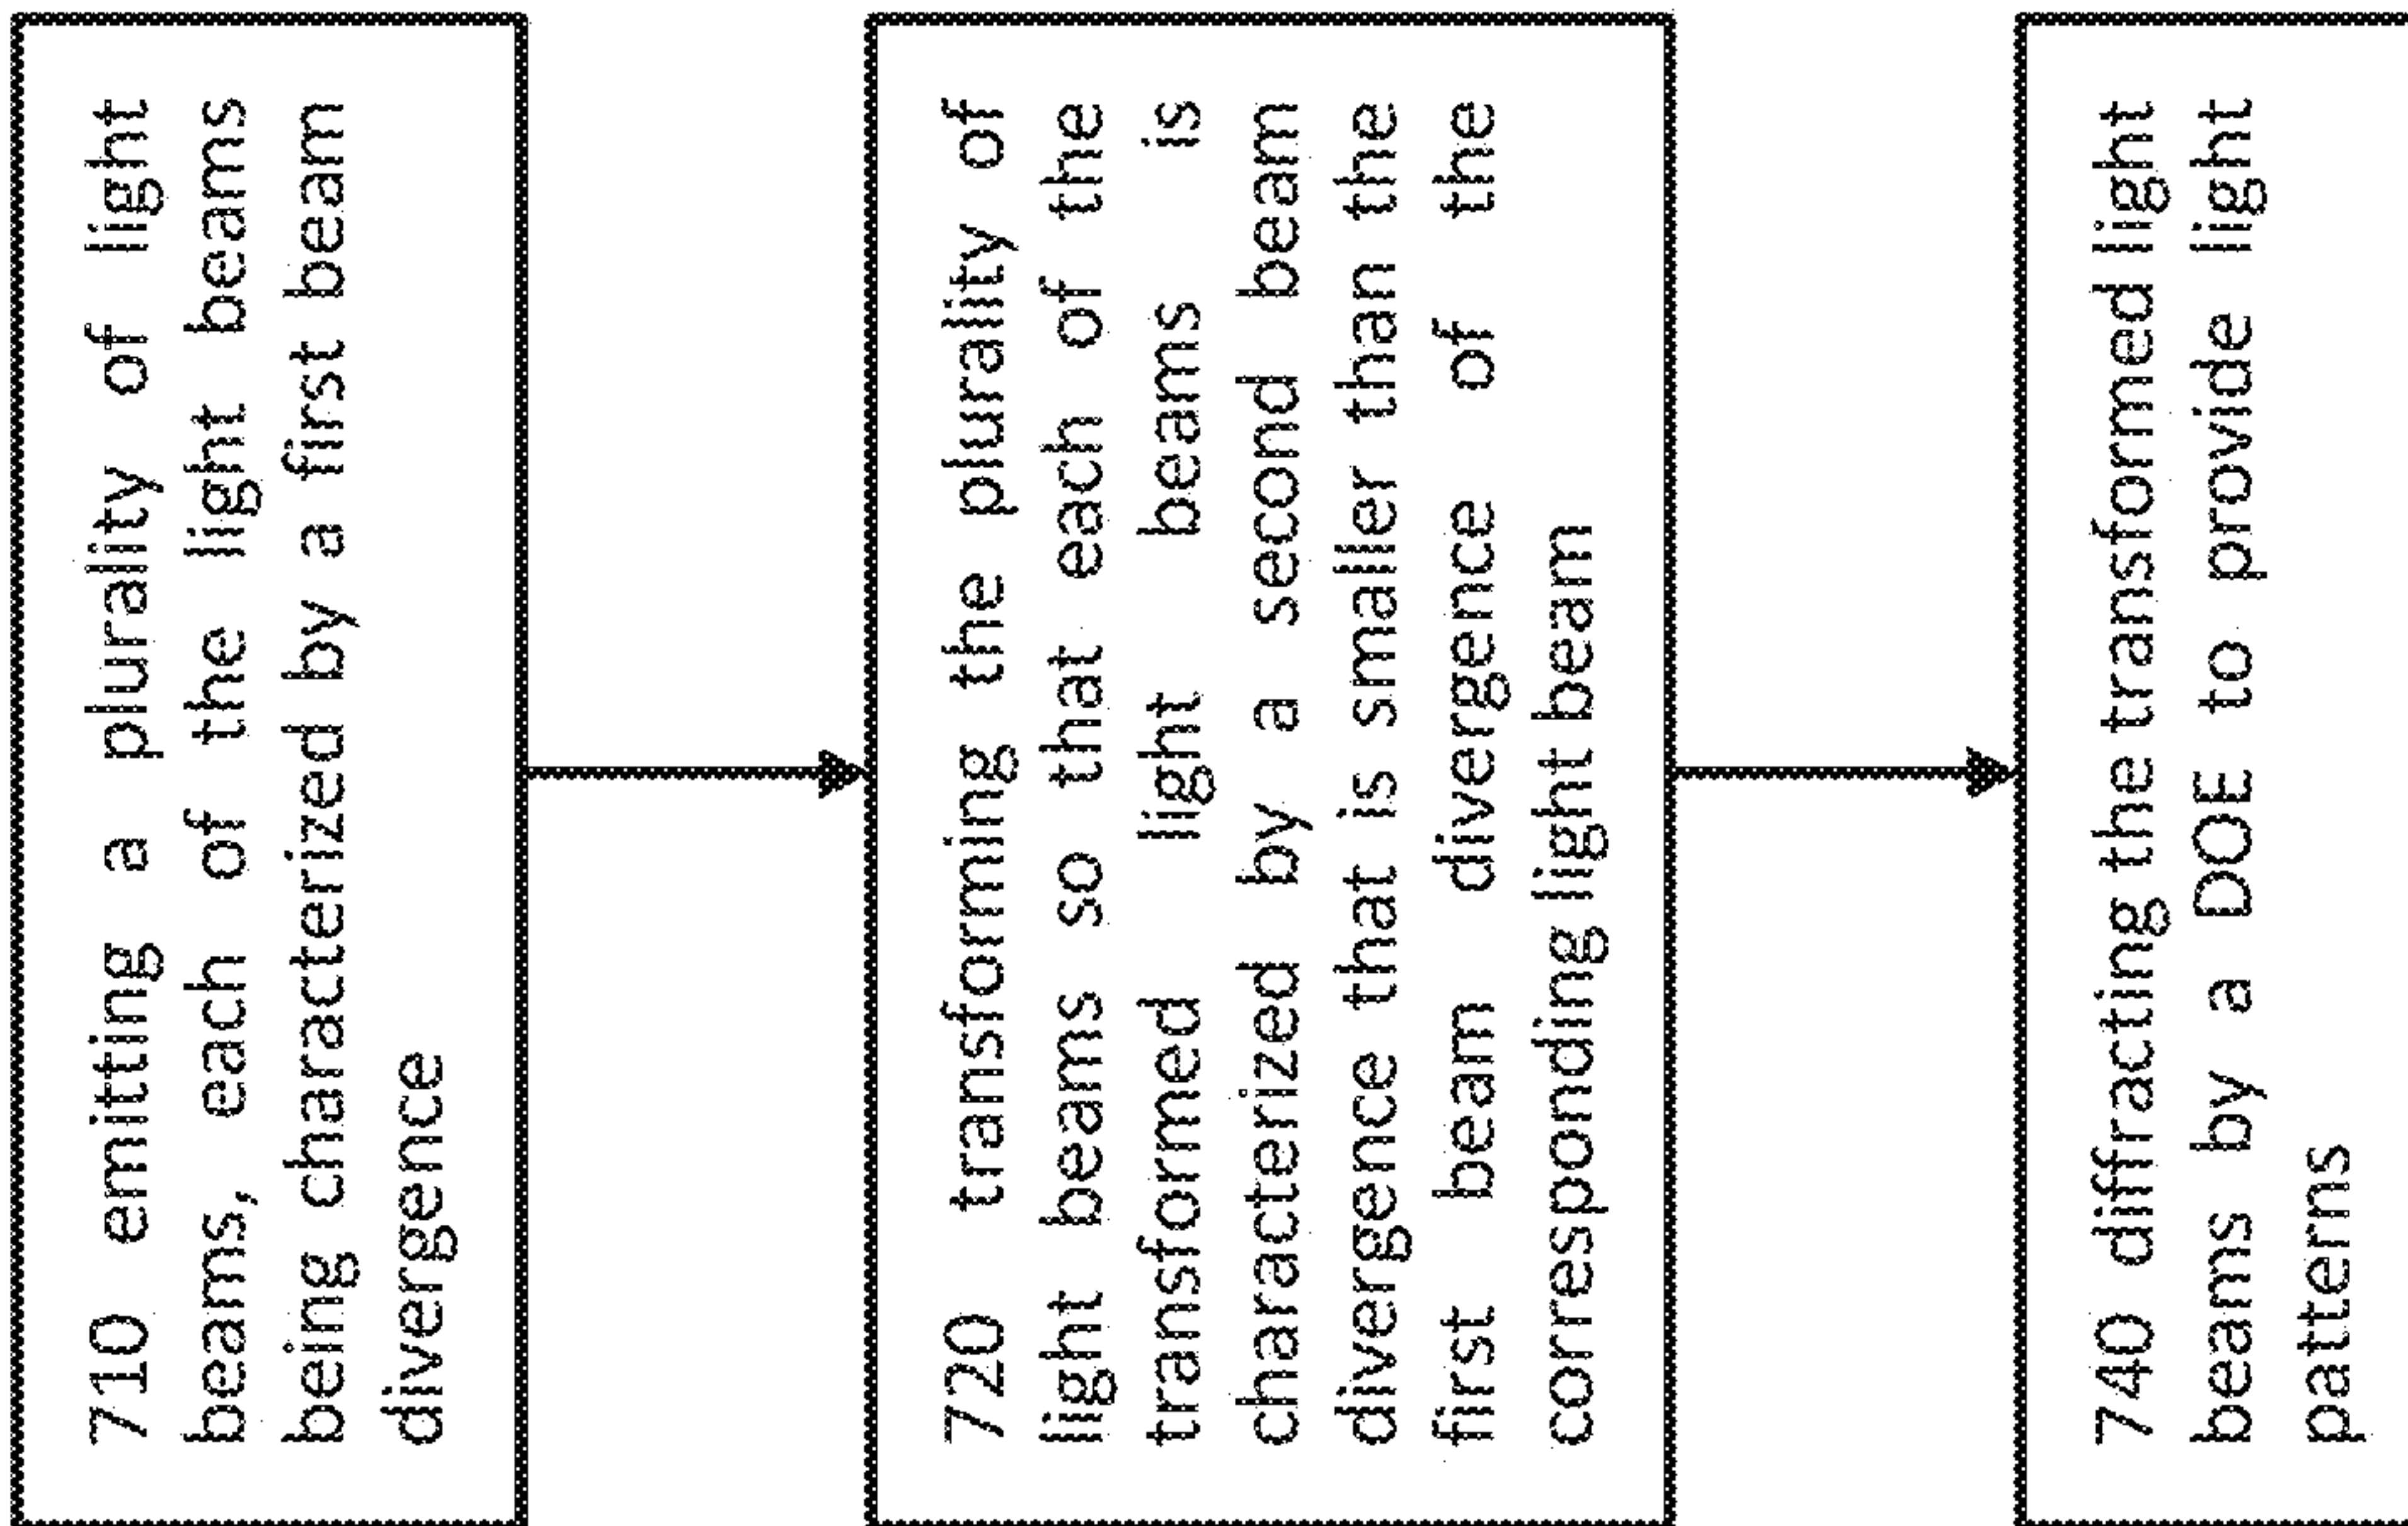 710 emitting a plurality of light
beams, each of the light beams
being characterized by a first beam
divergence
720 transforming the plurality of
light beams so that each of the
transformed light beams is
characterized by a second beam
divergence that is smaller than the
first beam divergence of the
corresponding light beam
740 diffracting the transformed light
beams by a DOE to provide light
patterns